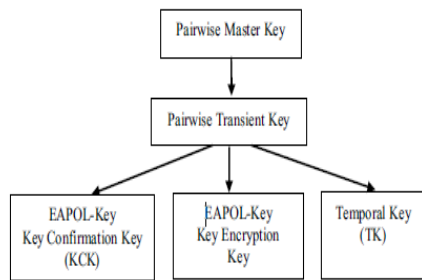 Pairwise Master Key
Pairwise Transient Key
EAPOL-Key
Key Confirmation Key
(KCK)
EAPOL-Key
Key Encryption
Key
Temporal Key
(TK)